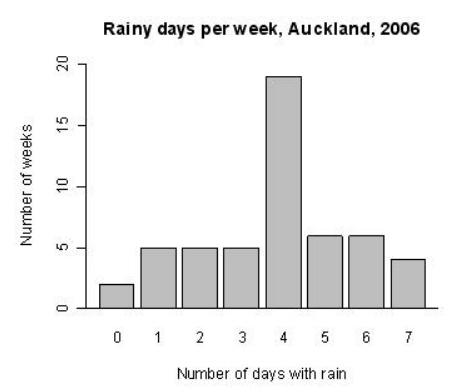 Rainy days per week, Auckland, 2006
Number of weeks
20
15
10
5
0
0 1 2 3 4 5 6 7
Number of days with rain